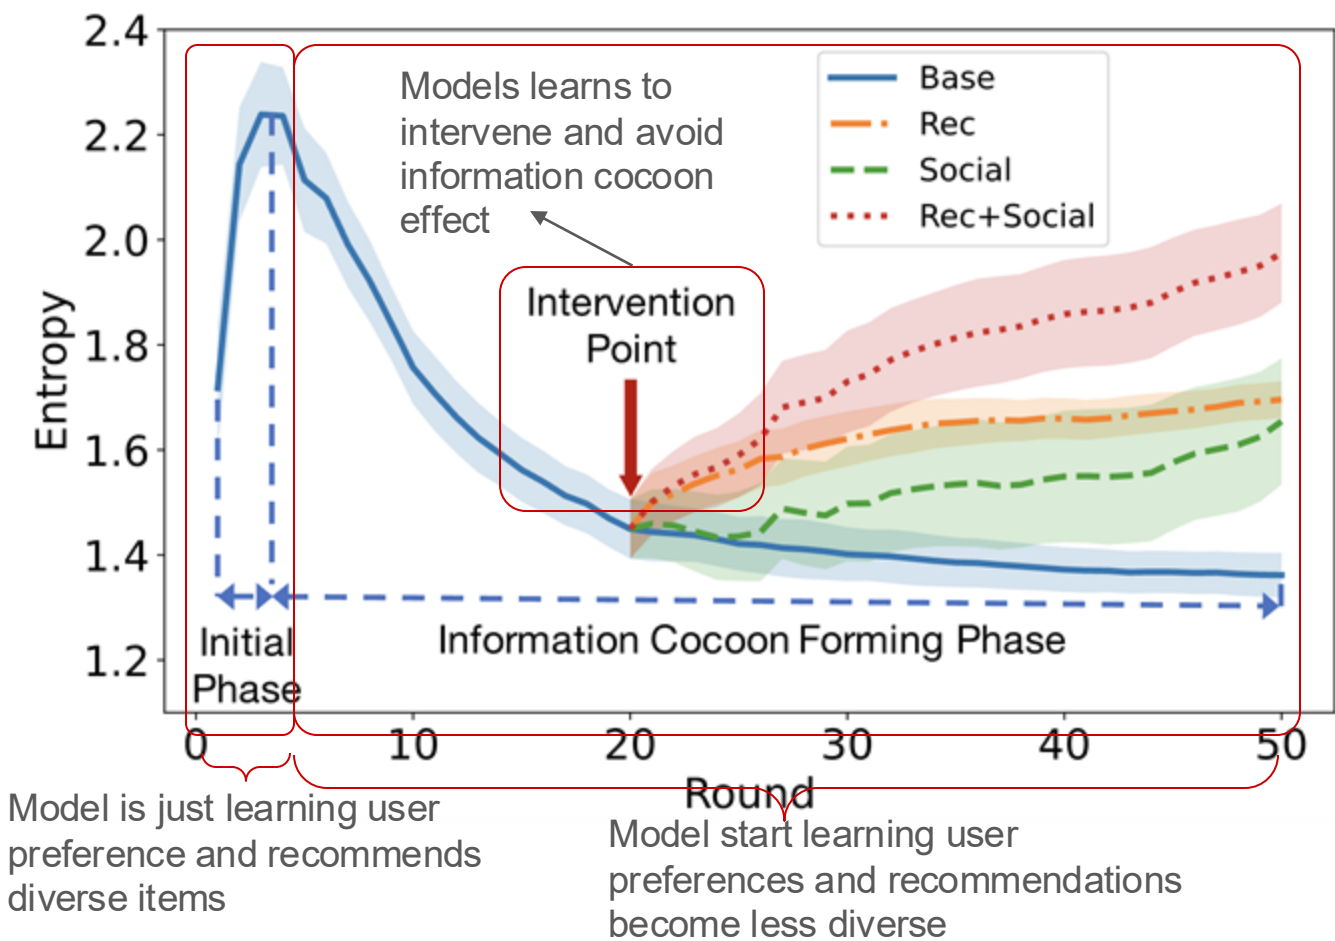 2.4
2.2
2.0
1.8
1.6
1.4
1.2
Entropy
Models learns to
intervene and avoid
information cocoon
effect
Base
Rec
Social
Rec+Social
Intervention
Point
Initial
Phase
Information Cocoon Forming Phase
0 10 20 30 40 50
Round
Model is just learning user
preference and recommends
diverse items
Model start learning user
preferences and recommendations
become less diverse